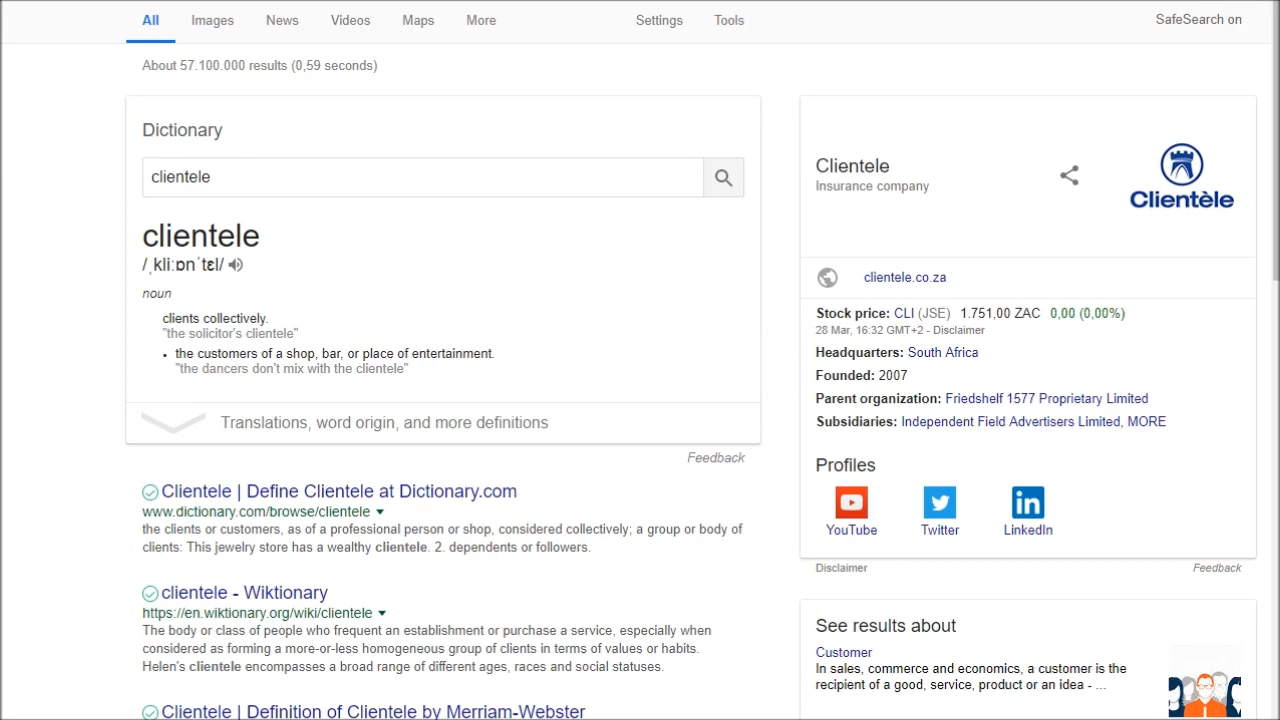 All Images News Videos Maps More Settings Tools SafeSearch on
About 57.100.000 results (0,59 seconds)
Dictionary
clientele
clientele
/ˌkliːɒnˈtɛl/
noun
clients collectively.
"the solicitor's clientele"
• the customers of a shop, bar, or place of entertainment.
"the dancers don't mix with the clientele"
Translations, word origin, and more definitions
Feedback
Clientele | Define Clientele at Dictionary.com
www.dictionary.com/browse/clientele
the clients or customers, as of a professional person or shop, considered collectively; a group or body of
clients: This jewelry store has a wealthy clientele. 2. dependents or followers.
clientele - Wiktionary
https://en.wiktionary.org/wiki/clientele
The body or class of people who frequent an establishment or purchase a service, especially when
considered as forming a more-or-less homogeneous group of clients in terms of values or habits.
Helen's clientele encompasses a broad range of different ages, races and social statuses.
Clientele | Definition of Clientele by Merriam-Webster
Clientele
Insurance company
Clientèle
clientele.co.za
Stock price: CLI (JSE) 1.751,00 ZAC 0,00 (0,00%)
28 Mar, 16:32 GMT+2 - Disclaimer
Headquarters: South Africa
Founded: 2007
Parent organization: Friedshelf 1577 Proprietary Limited
Subsidiaries: Independent Field Advertisers Limited, MORE
Profiles
YouTube Twitter LinkedIn
Disclaimer Feedback
See results about
Customer
In sales, commerce and economics, a customer is the
recipient of a good, service, product or an idea - ...